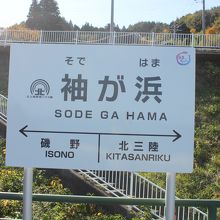 そで はま
袖が浜
SODE GA HAMA
磯野 北三陸
ISONO KITASANRIKU